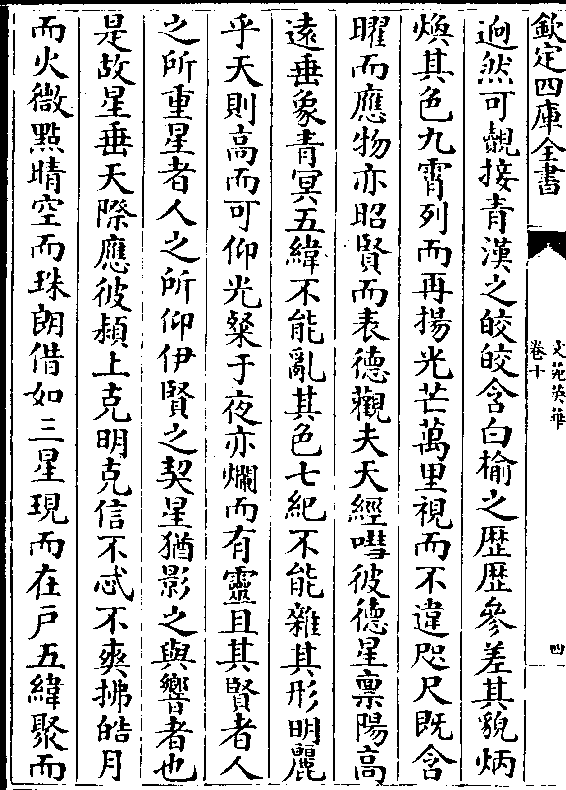 欽定四庫全書
文苑英華
卷十
四
逈然可覩接青漢之皎皎含白榆之歴歴參差其貌炳
煥其色九霄列而再揚光芒萬里視而不違咫尺既含
曜而應物亦昭賢而表德觀夫天經嘒彼德星禀陽高
遠垂象青冥五緯不能亂其色七紀不能雜其形明麗
乎天則高而可仰光粲于夜亦爛而有靈且其賢者人
之所重星者人之所仰伊賢之契星猶影之與響者也
是故星垂天際應彼潁上克明克信不忒不爽拂皓月
而火微點晴空而珠朗借如三星現而在戸五緯聚而